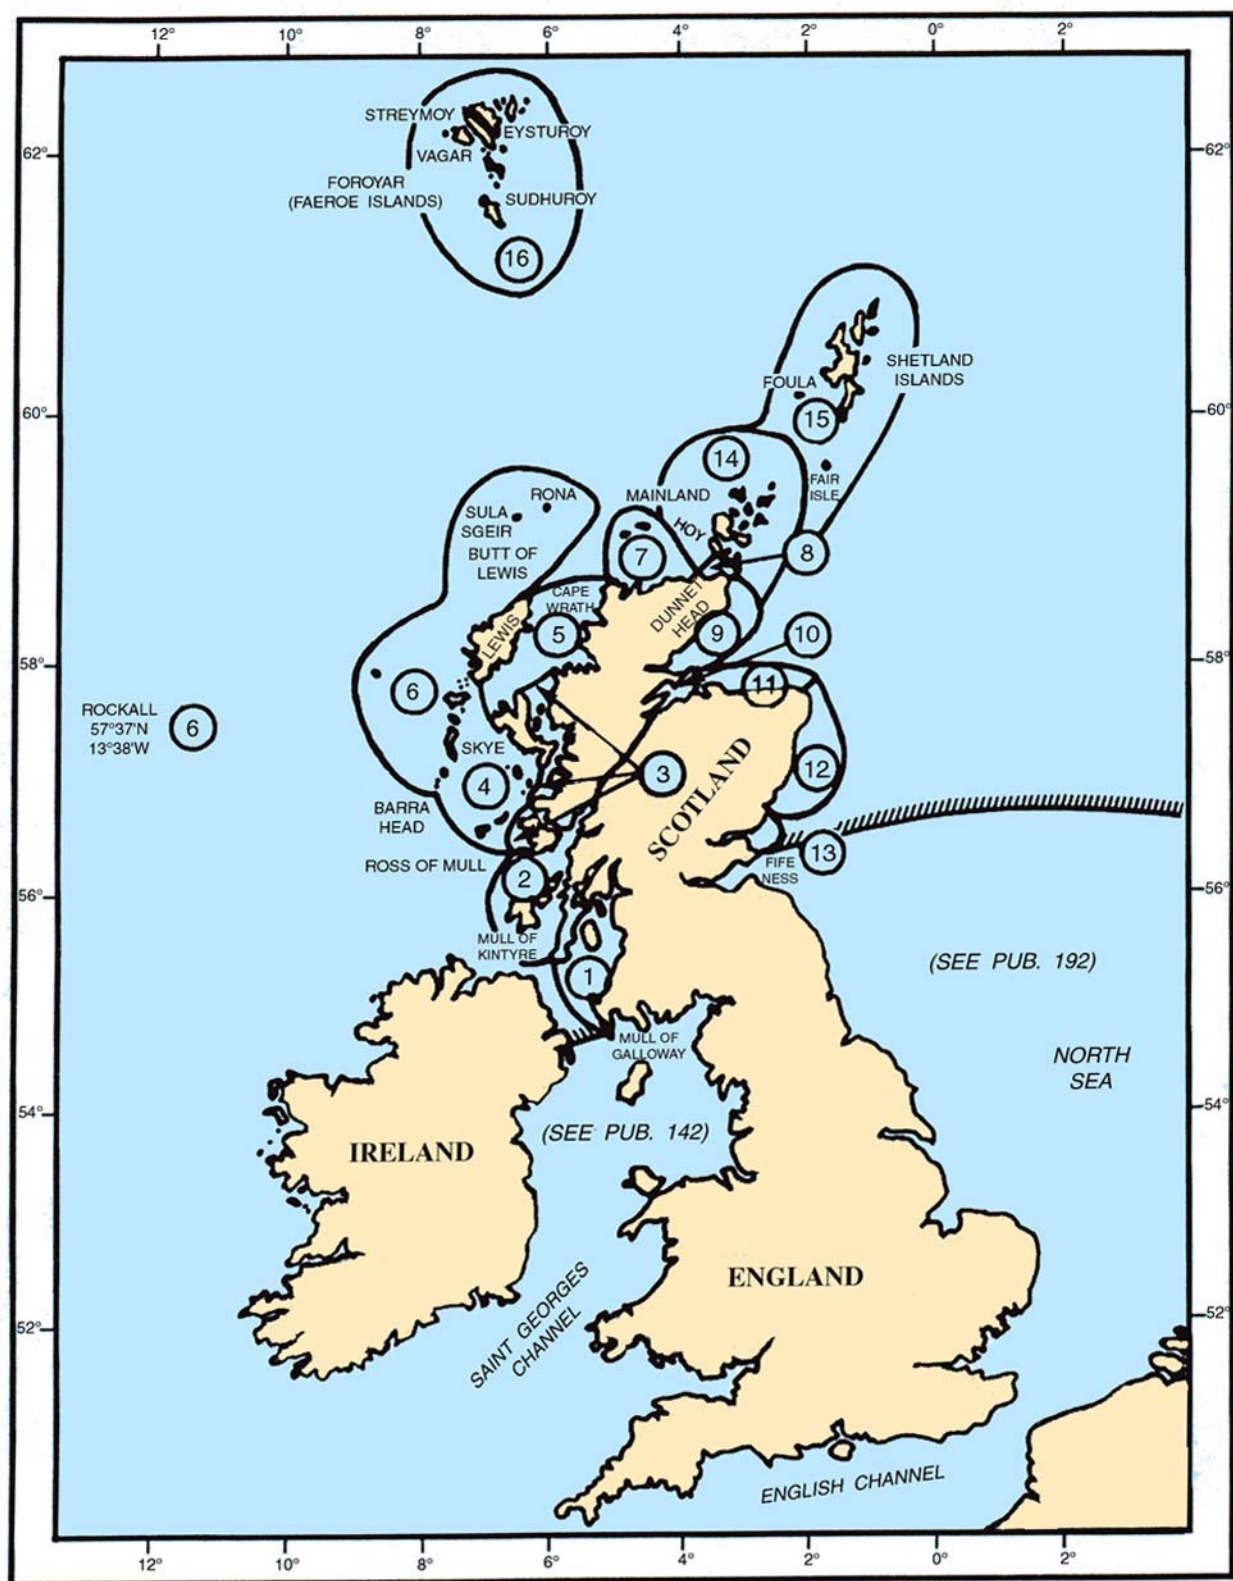 12° 10° 8° 6° 4° 2° 0° 2°
STREYMOY
EYSTUROY
VAGAR
62° 62°
FOROYAR
(FAEROE ISLANDS)
SUDHUROY
16
SHETLAND
ISLANDS
FOULA
60° 60°
15
14
FAIR
ISLE
RONA
MAINLAND
SULA
SGEIR
HOY
BUTT OF
LEWIS
7
8
CAPE
WRATH
DUNNET
HEAD
LEWIS
5
9
10
58° 58°
6
11
ROCKALL
57°37'N
13°38'W
6
SKYE
4
3
12
SCOTLAND
BARRA
HEAD
ROSS OF MULL
13
FIFE
NESS
2
56° 56°
MULL OF
KINTYRE
1
(SEE PUB. 192)
MULL OF
GALLOWAY
NORTH
SEA
54° 54°
(SEE PUB. 142)
IRELAND
ENGLAND
SAINT GEORGES
CHANNEL
52° 52°
ENGLISH CHANNEL
12° 10° 8° 6° 4° 2° 0° 2°